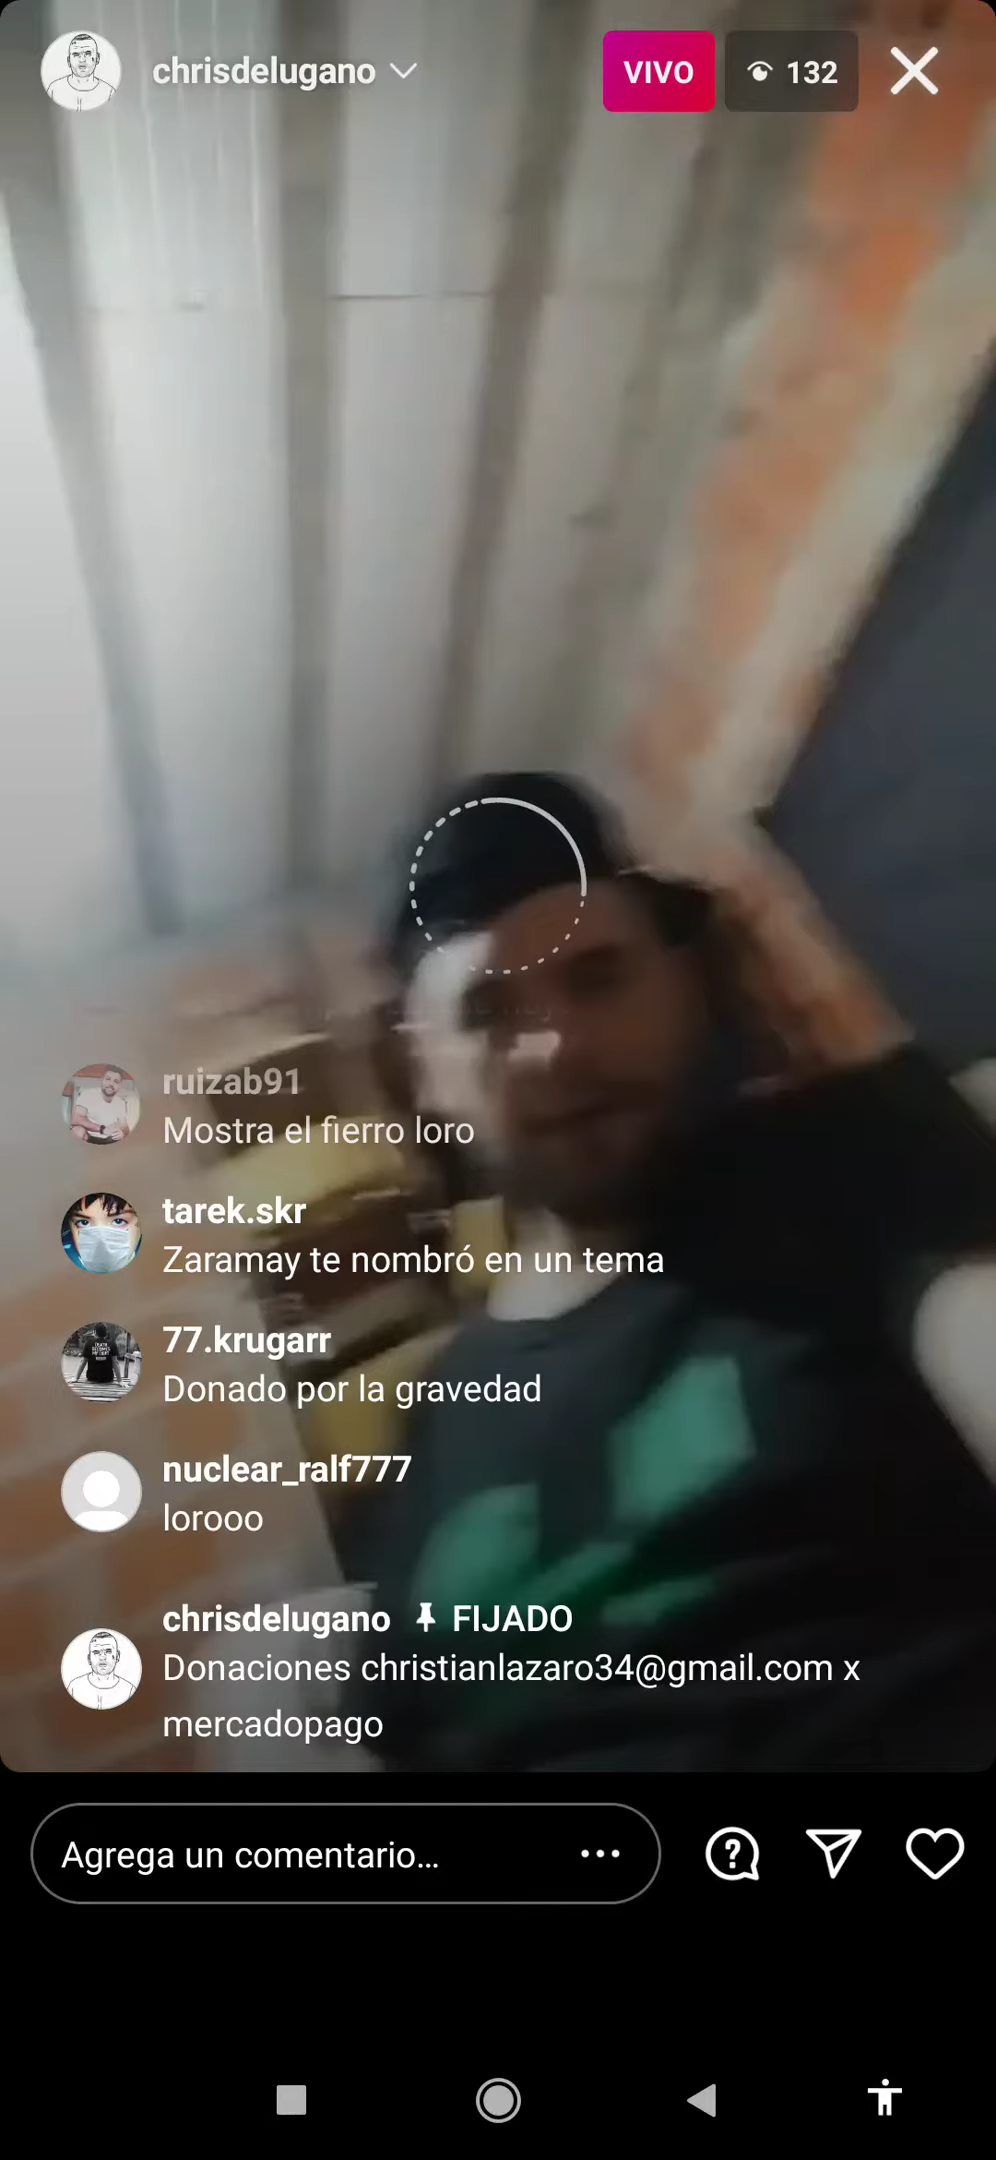 chrisdelugano
VIVO
132
ruizab91
Mostra el fierro loro
tarek.skr
Zaramay te nombró en un tema
77.krugarr
Donado por la gravedad
nuclear_ralf777
lorooo
chrisdelugano FIJADO
Donaciones christianlazaro34@gmail.com x
mercadopago
Agrega un comentario...